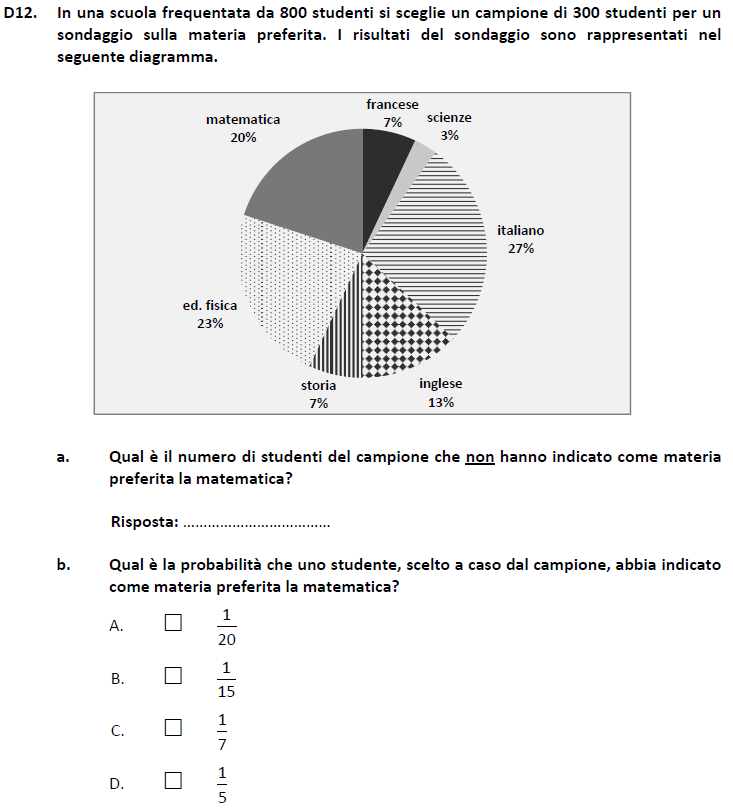 D12. In una scuola frequentata da 800 studenti si sceglie un campione di 300 studenti per un
sondaggio sulla materia preferita. I risultati del sondaggio sono rappresentati nel
seguente diagramma.
francese
7%
scienze
3%
matematica
20%
italiano
27%
ed. fisica
23%
storia
7%
inglese
13%
a. Qual è il numero di studenti del campione che non hanno indicato come materia
preferita la matematica?
Risposta: ....................................
b. Qual è la probabilità che uno studente, scelto a caso dal campione, abbia indicato
come materia preferita la matematica?
A. □ 1/20
B. □ 1/15
C. □ 1/7
D. □ 1/5